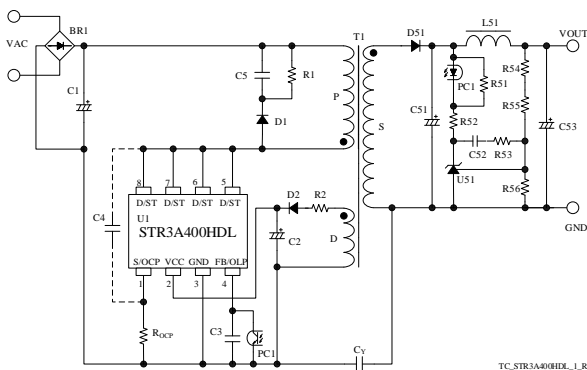 VAC
BR1
C1
C5
R1
P
D1
T1
D51
L51
VOUT
PC1
R51
R54
R55
C51
R52
S
C53
C52
R53
U51
R56
GND
8
7
6
5
D/ST
D/ST
D/ST
D/ST
U1
STR3A400HDL
C4
S/OCP
VCC
GND
FB/OLP
1
2
3
4
D2
R2
C2
D
ROCP
C3
PC1
CY
TC_STR3A400HDL_1_R